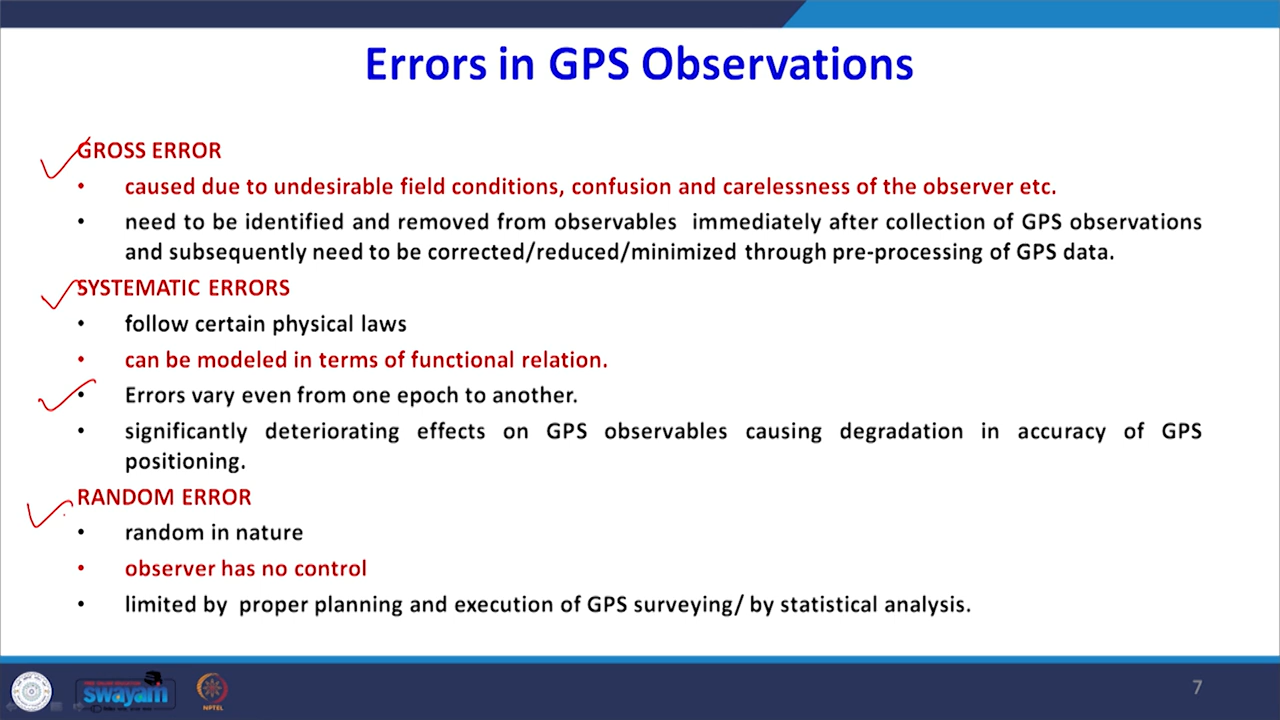 Errors in GPS Observations
GROSS ERROR
• caused due to undesirable field conditions, confusion and carelessness of the observer etc.
• need to be identified and removed from observables immediately after collection of GPS observations
and subsequently need to be corrected/reduced/minimized through pre-processing of GPS data.
SYSTEMATIC ERRORS
• follow certain physical laws
• can be modeled in terms of functional relation.
• Errors vary even from one epoch to another.
• significantly deteriorating effects on GPS observables causing degradation in accuracy of GPS
positioning.
RANDOM ERROR
• random in nature
• observer has no control
• limited by proper planning and execution of GPS surveying/ by statistical analysis.
swayam
NPTEL
7